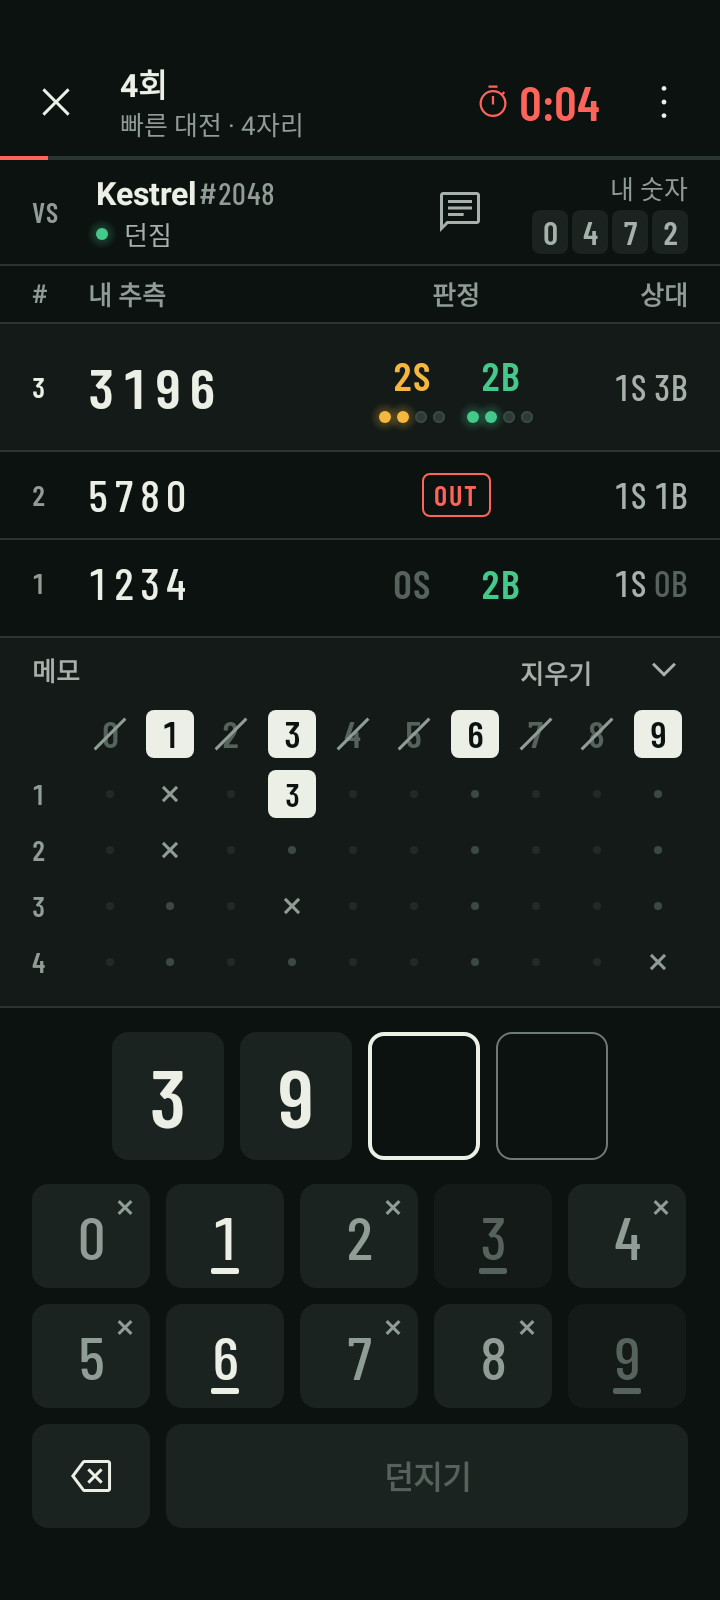 4회
빠른 대전 · 4자리
0:04
VS
Kestrel#2048
던짐
내 숫자
0 4 7 2
# 내 추측 판정 상대
3 3196 2S 2B 1S 3B
2 5780 OUT 1S 1B
1 1234 0S 2B 1S 0B
메모 지우기
0 1 2 3 4 5 6 7 8 9
1 × 3
2 ×
3 ×
4 ×
3 9
0 × 1 2 × 3 4 ×
5 × 6 7 × 8 × 9
던지기